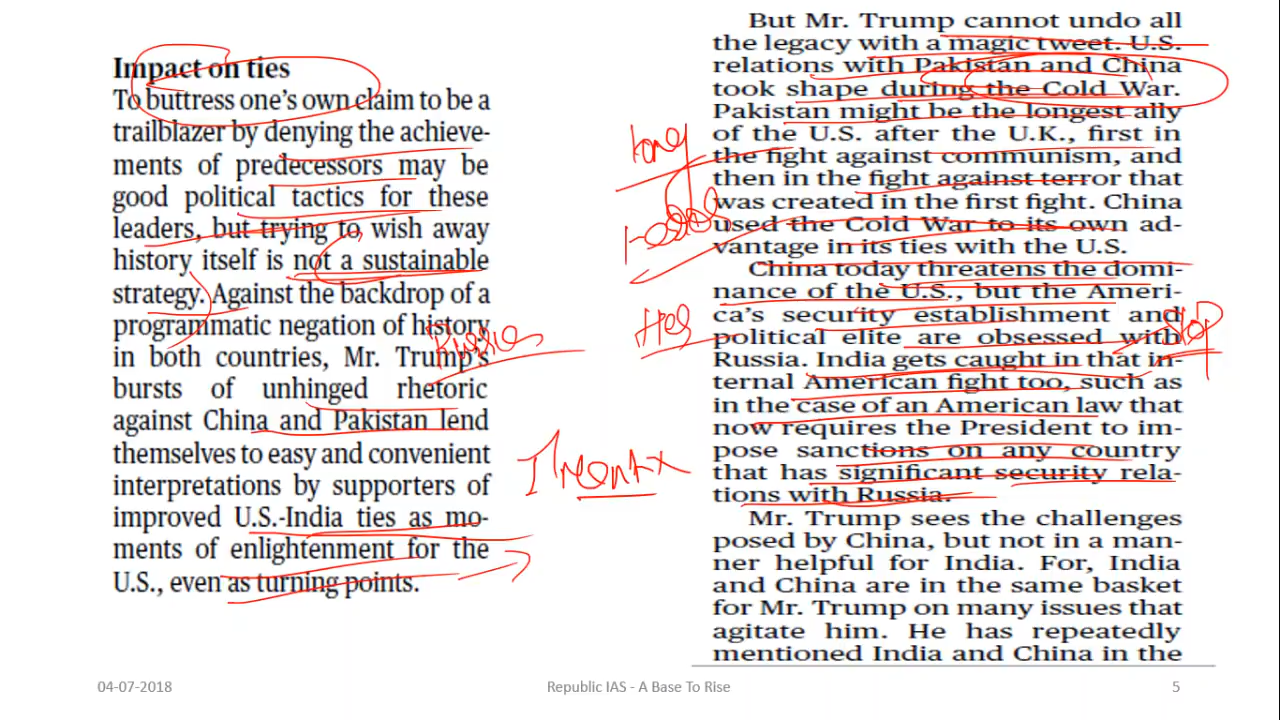 Impact on ties
To buttress one's own claim to be a
trailblazer by denying the achieve-
ments of predecessors may be
good political tactics for these
leaders, but trying to wish away
history itself is not a sustainable
strategy. Against the backdrop of a
programmatic negation of history
in both countries, Mr. Trump's
bursts of unhinged rhetoric
against China and Pakistan lend
themselves to easy and convenient
interpretations by supporters of
improved U.S.-India ties as mo-
ments of enlightenment for the
U.S., even as turning points.
Russia
But Mr. Trump cannot undo all
the legacy with a magic tweet. U.S.
relations with Pakistan and China
took shape during the Cold War.
Pakistan might be the longest ally
of the U.S. after the U.K., first in
the fight against communism, and
then in the fight against terror that
was created in the first fight. China
used the Cold War to its own ad-
vantage in its ties with the U.S.
China today threatens the domi-
nance of the U.S., but the Ameri-
ca's security establishment and
political elite are obsessed with
Russia. India gets caught in that in-
ternal American fight too, such as
in the case of an American law that
now requires the President to im-
pose sanctions on any country
that has significant security rela-
tions with Russia.
Mr. Trump sees the challenges
posed by China, but not in a man-
ner helpful for India. For, India
and China are in the same basket
for Mr. Trump on many issues that
agitate him. He has repeatedly
mentioned India and China in the
Stop
04-07-2018
Republic IAS - A Base To Rise
5